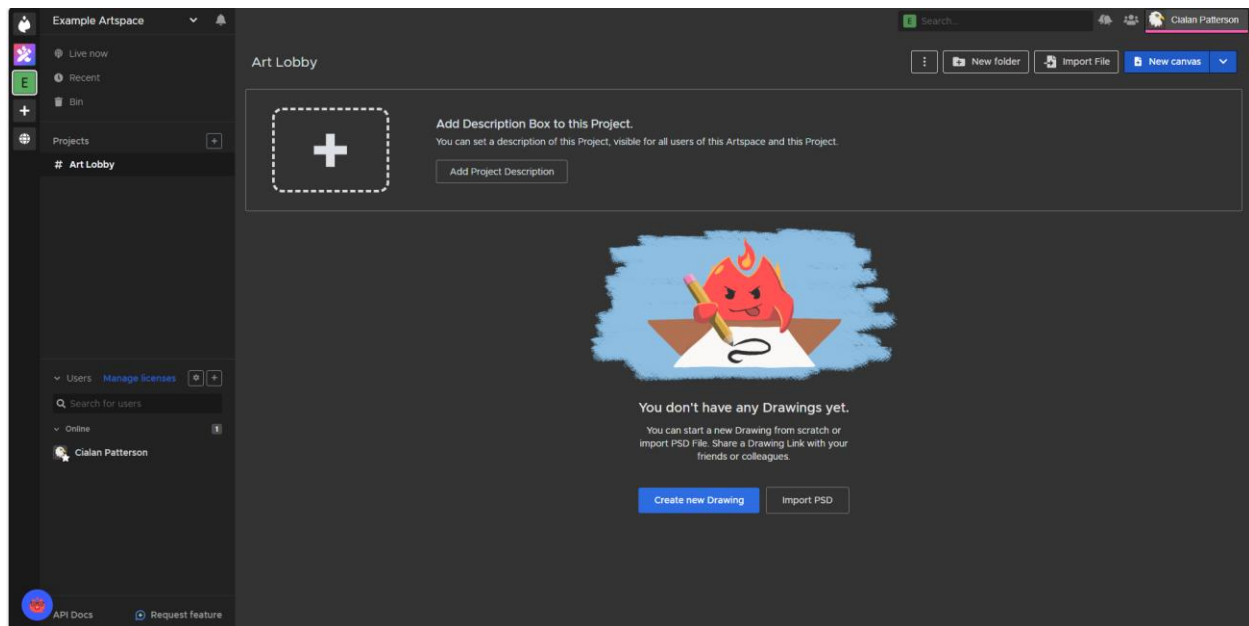 Example Artspace
E
Live now
Recent
Bin
Projects
# Art Lobby
Users Manage licenses
Search for users
Online 1
Cialan Patterson
API Docs Request feature
E Search...
Cialan Patterson
Art Lobby
New folder
Import File
New canvas
Add Description Box to this Project.
You can set a description of this Project, visible for all users of this Artspace and this Project.
Add Project Description
You don't have any Drawings yet.
You can start a new Drawing from scratch or
import PSD File. Share a Drawing Link with your
friends or colleagues.
Create new Drawing
Import PSD